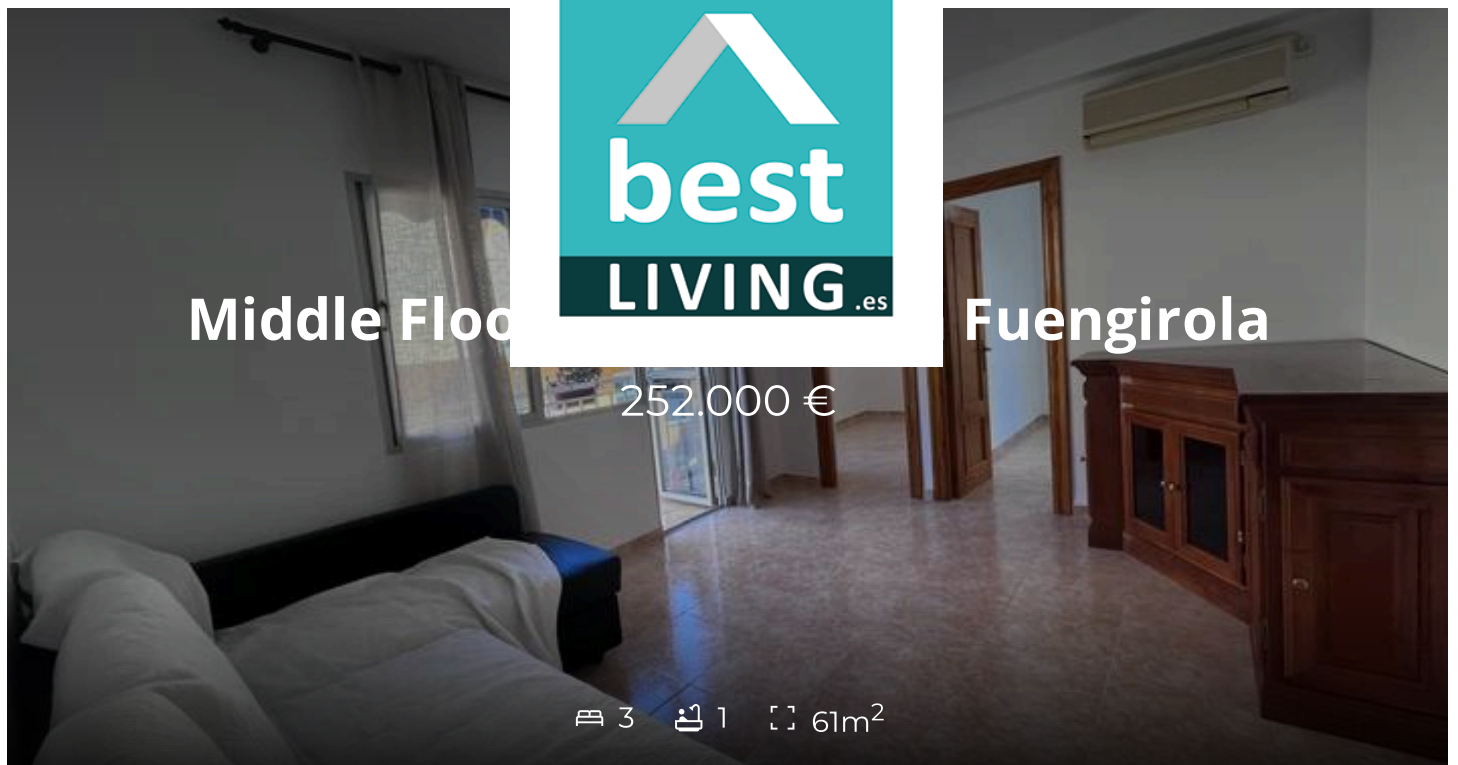 best
LIVING.es
Middle Floo Fuengirola
252.000 €
3 1 61m²